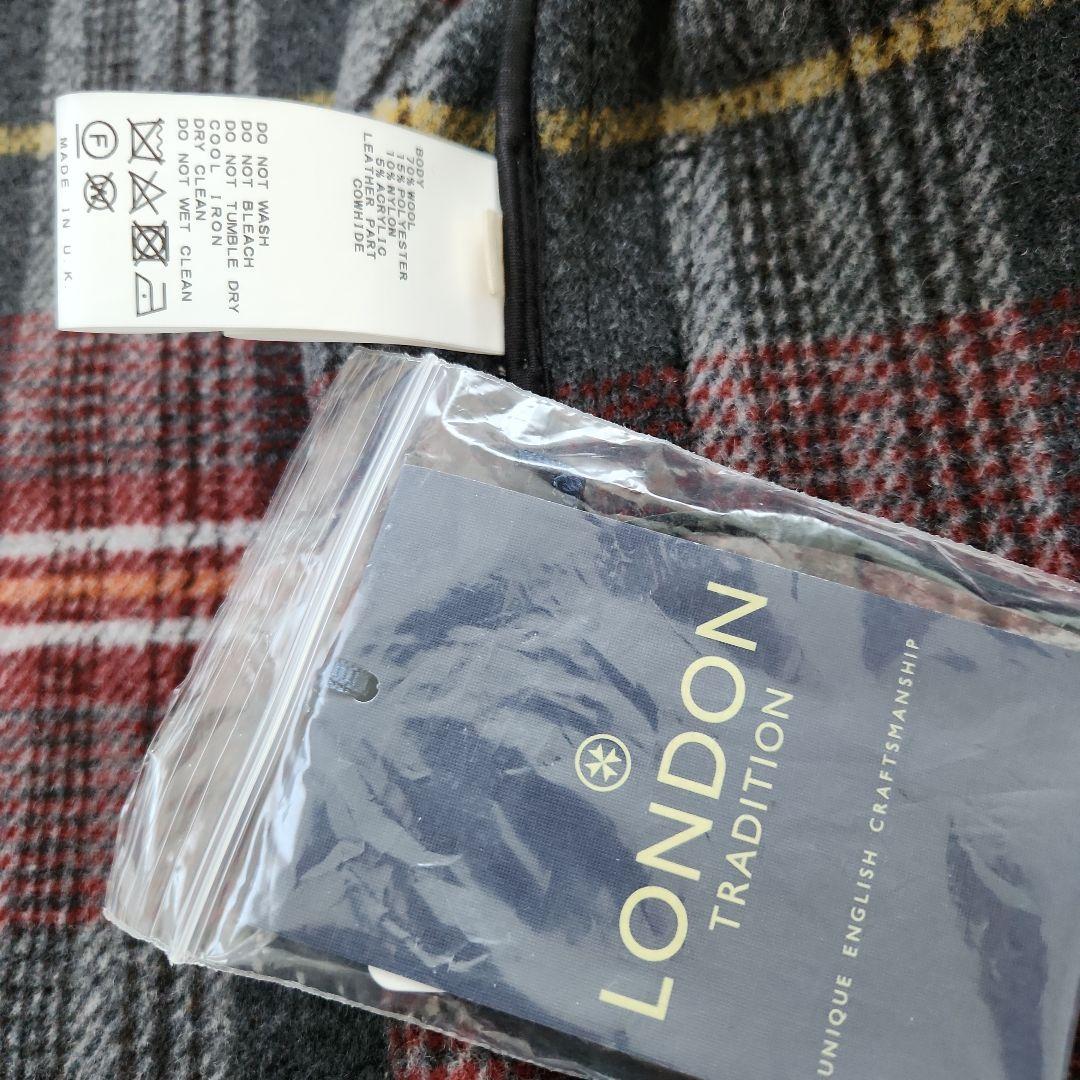 BODY
70% WOOL
15% POLYESTER
10% NYLON
5% ACRYLIC
LEATHER PART
COWHIDE
DO NOT WASH
DO NOT BLEACH
DO NOT TUMBLE DRY
COOL IRON
DRY CLEAN
DO NOT WET CLEAN
F
W
MADE IN U.K.
LONDON
TRADITION
UNIQUE ENGLISH CRAFTSMANSHIP